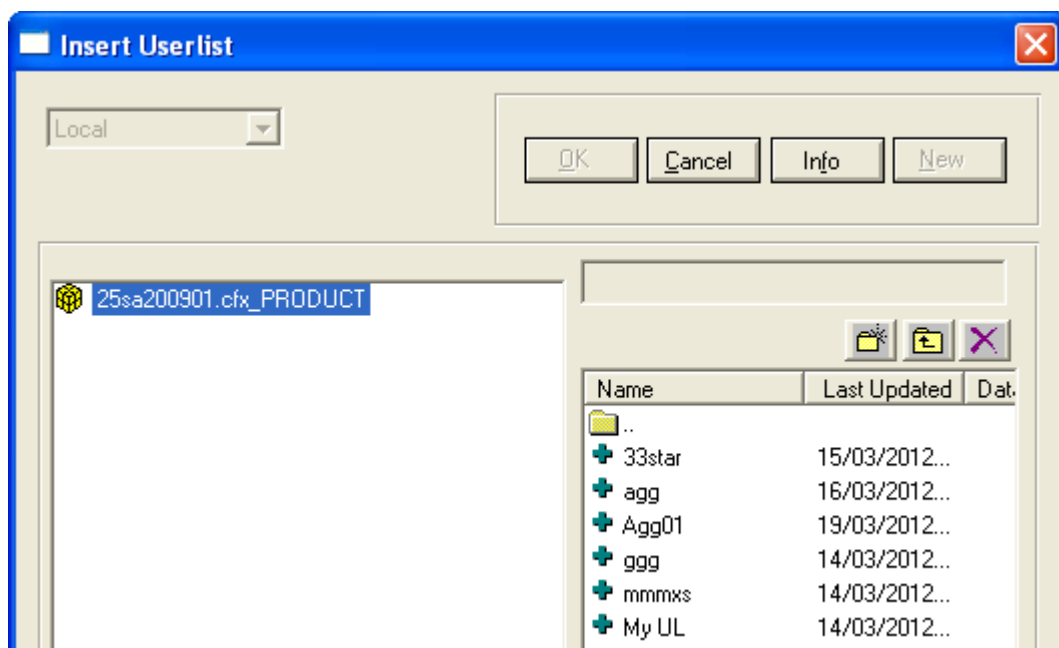 Insert Userlist
Local
OK Cancel Info New
25sa200901.cfx_PRODUCT
Name Last Updated Dat
..
33star 15/03/2012...
agg 16/03/2012...
Agg01 19/03/2012...
ggg 14/03/2012...
mmmxs 14/03/2012...
My UL 14/03/2012...